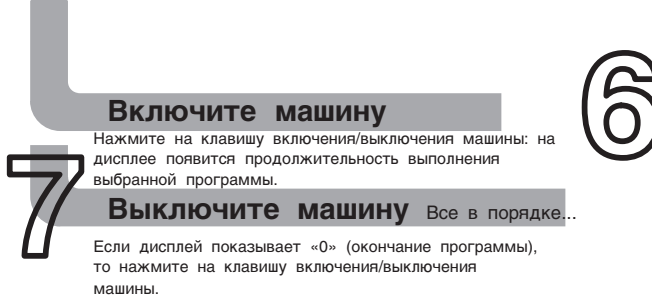 Включите машину
6
Нажмите на клавишу включения/выключения машины: на
дисплее появится продолжительность выполнения
выбранной программы.
7
Выключите машину Все в порядке...
Если дисплей показывает «0» (окончание программы),
то нажмите на клавишу включения/выключения
машины.